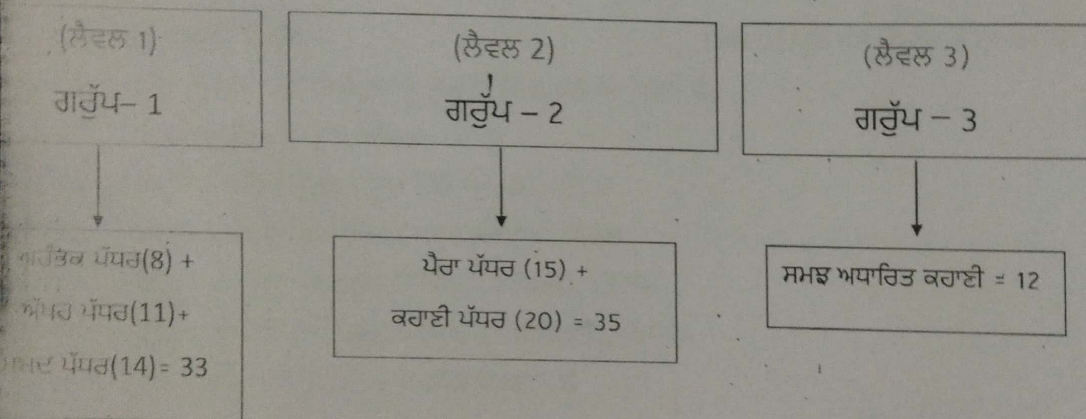 (ਲੈਵਲ 1)
ਗਰੁੱਪ– 1
(ਲੈਵਲ 2)
ਗਰੁੱਪ – 2
(ਲੈਵਲ 3)
ਗਰੁੱਪ – 3
ਪੱਧਰ(8) +
ਅੱਖਰ ਪੱਧਰ(11)+
ਪੱਧਰ(14)= 33
ਪੈਰਾ ਪੱਧਰ (15) +
ਕਹਾਣੀ ਪੱਧਰ (20) = 35
ਸਮਝ ਅਧਾਰਿਤ ਕਹਾਣੀ = 12